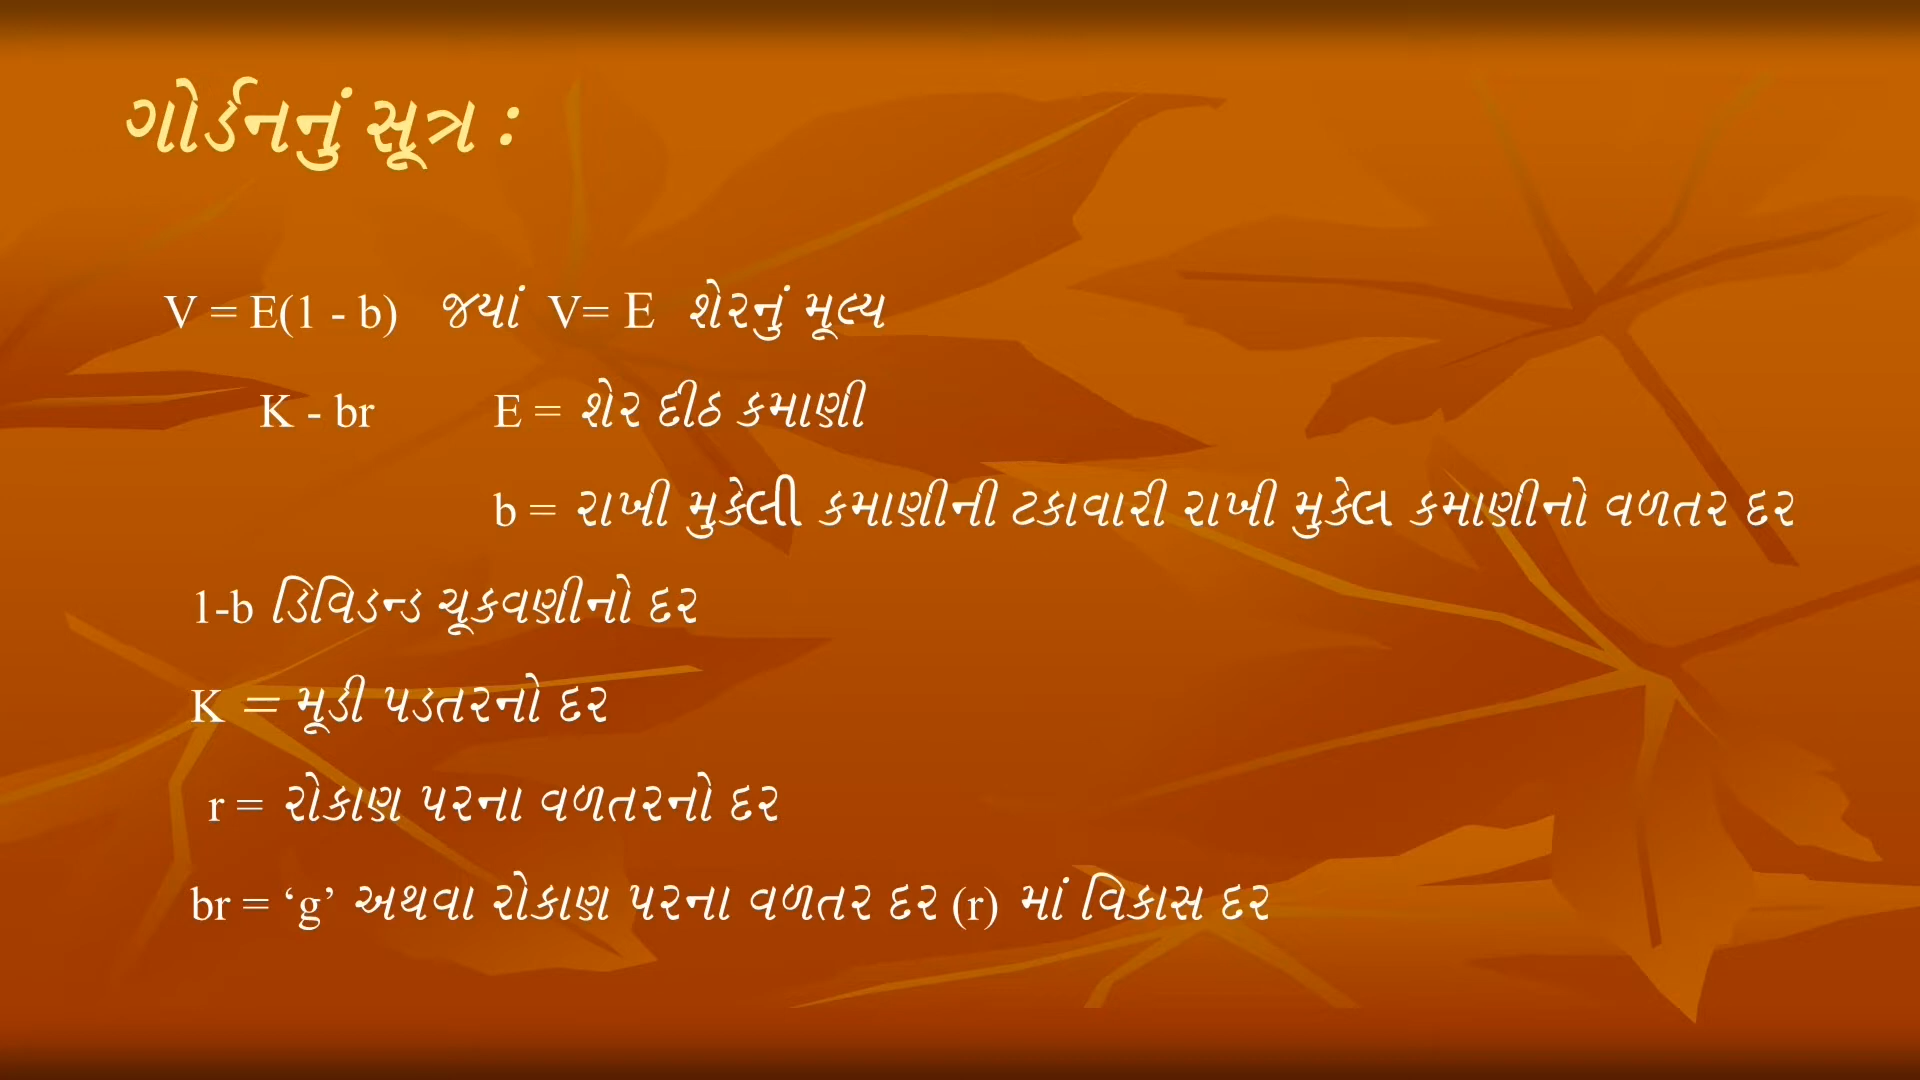 ગોર્ડનનું સૂત્ર :
V = E(1 - b) જયાં V= E શેરનું મૂલ્ય
K - br E = શેર દીઠ કમાણી
b = રાખી મુકેલી કમાણીની ટકાવારી રાખી મુકેલ કમાણીનો વળતર દર
1-b ડિવિડન્ડ ચૂકવણીનો દર
K = મૂડી પડતરનો દર
r = રોકાણ પરના વળતરનો દર
br = ‘g’ અથવા રોકાણ પરના વળતર દર (r) માં વિકાસ દર